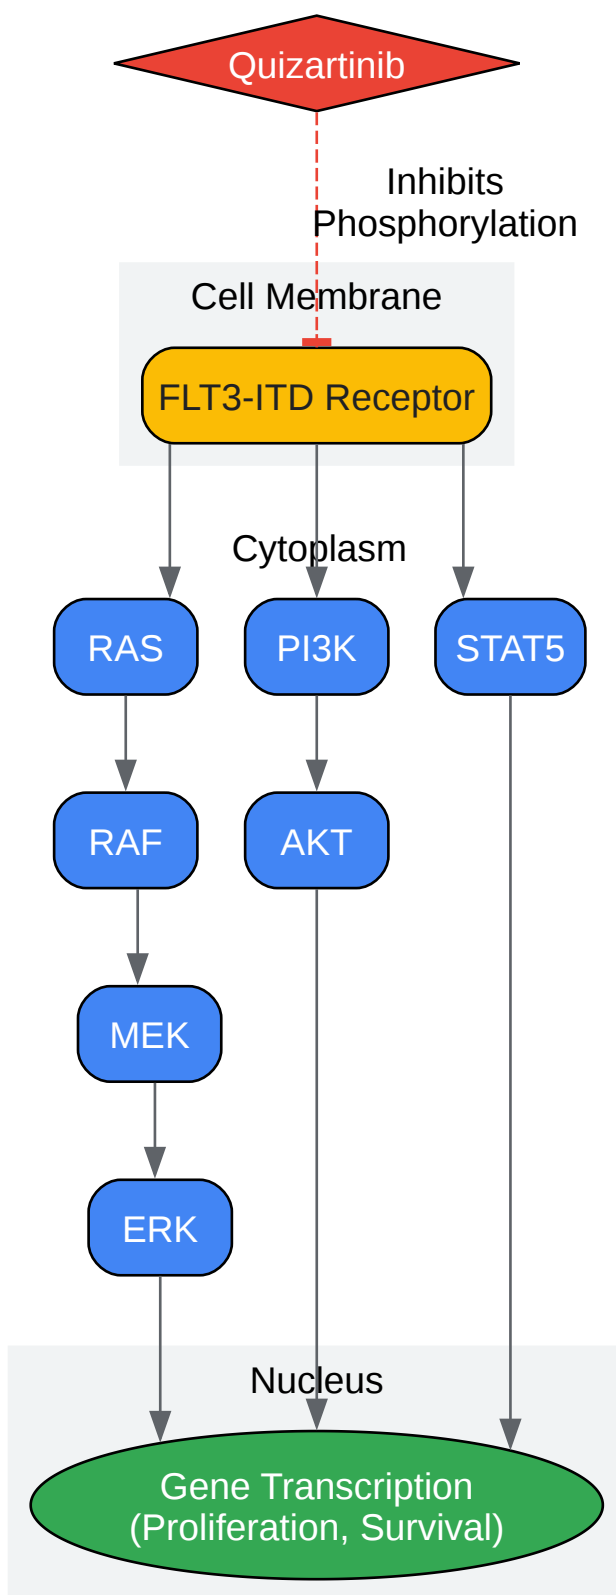 Quizartinib
Inhibits
Phosphorylation
Cell Membrane
FLT3-ITD Receptor
Cytoplasm
RAS
PI3K
STAT5
RAF
AKT
MEK
ERK
Nucleus
Gene Transcription
(Proliferation, Survival)